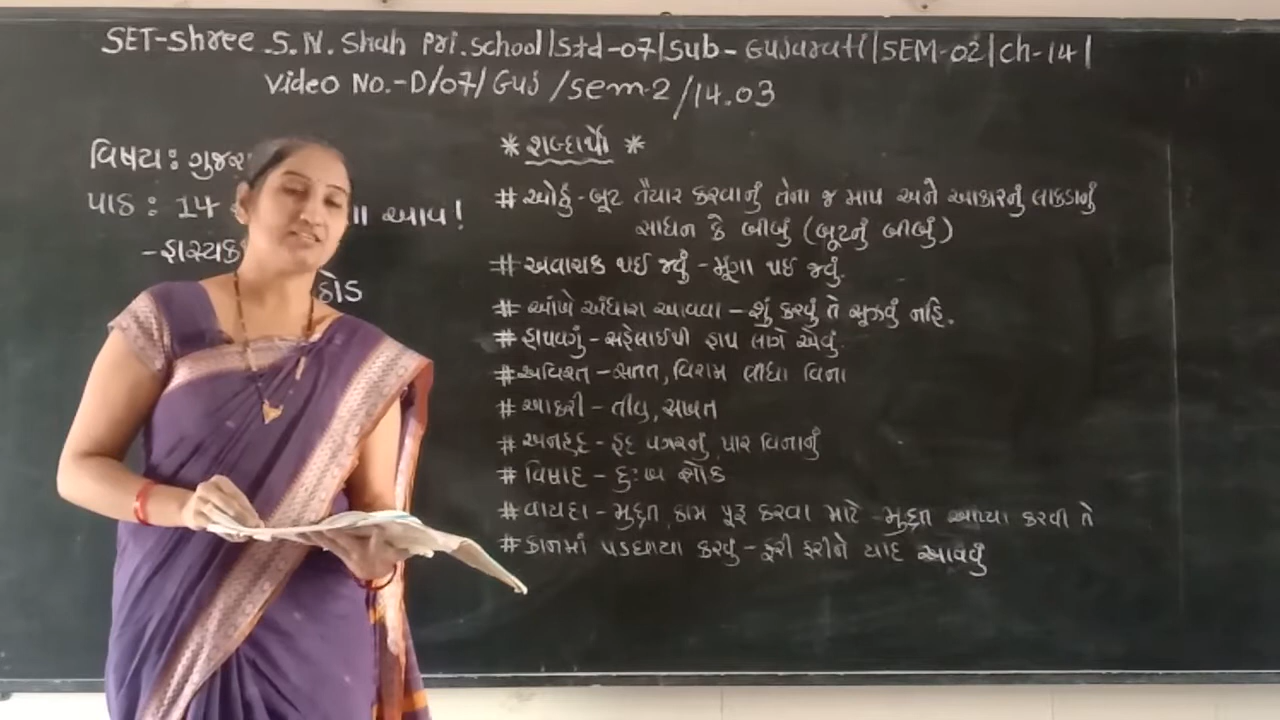 SET-Shree S.N. Shah Pri. School|Std-07|Sub- Gujarati|SEM-02|Ch-14|
Video No.-D/07/Guj/sem-2/14.03
વિષય : ગુજરા
પાઠ : 14 આવ!
* શબ્દાર્થો *
# ઓઠું - બૂટ તૈયાર કરવાનું તેના જ માપ અને આકારનું લાકડાનું
સાધન કે બીબું (બૂટનું બીબું)
# અવાચક થઈ જવું - મૂગા થઈ જવું.
# આંખે અંધારા આવવા - શું કરવું તે સૂઝવું નહિ.
# હાથવગું - સહેલાઈથી હાથ લાગે એવું.
# અવિરત - સતત, વિરામ લીધા વિના
# આકરી - તીવ્ર, સખત
# અનહદ - હદ વગરનું, પાર વિનાનું
# વિષાદ - દુઃખ શોક
# વાયદા - મુદ્દત, કામ પૂરૂ કરવા માટે મુદ્દત આપ્યા કરવી તે
# કાનમાં પડઘાયા કરવું - ફરી ફરીને યાદ આવવું